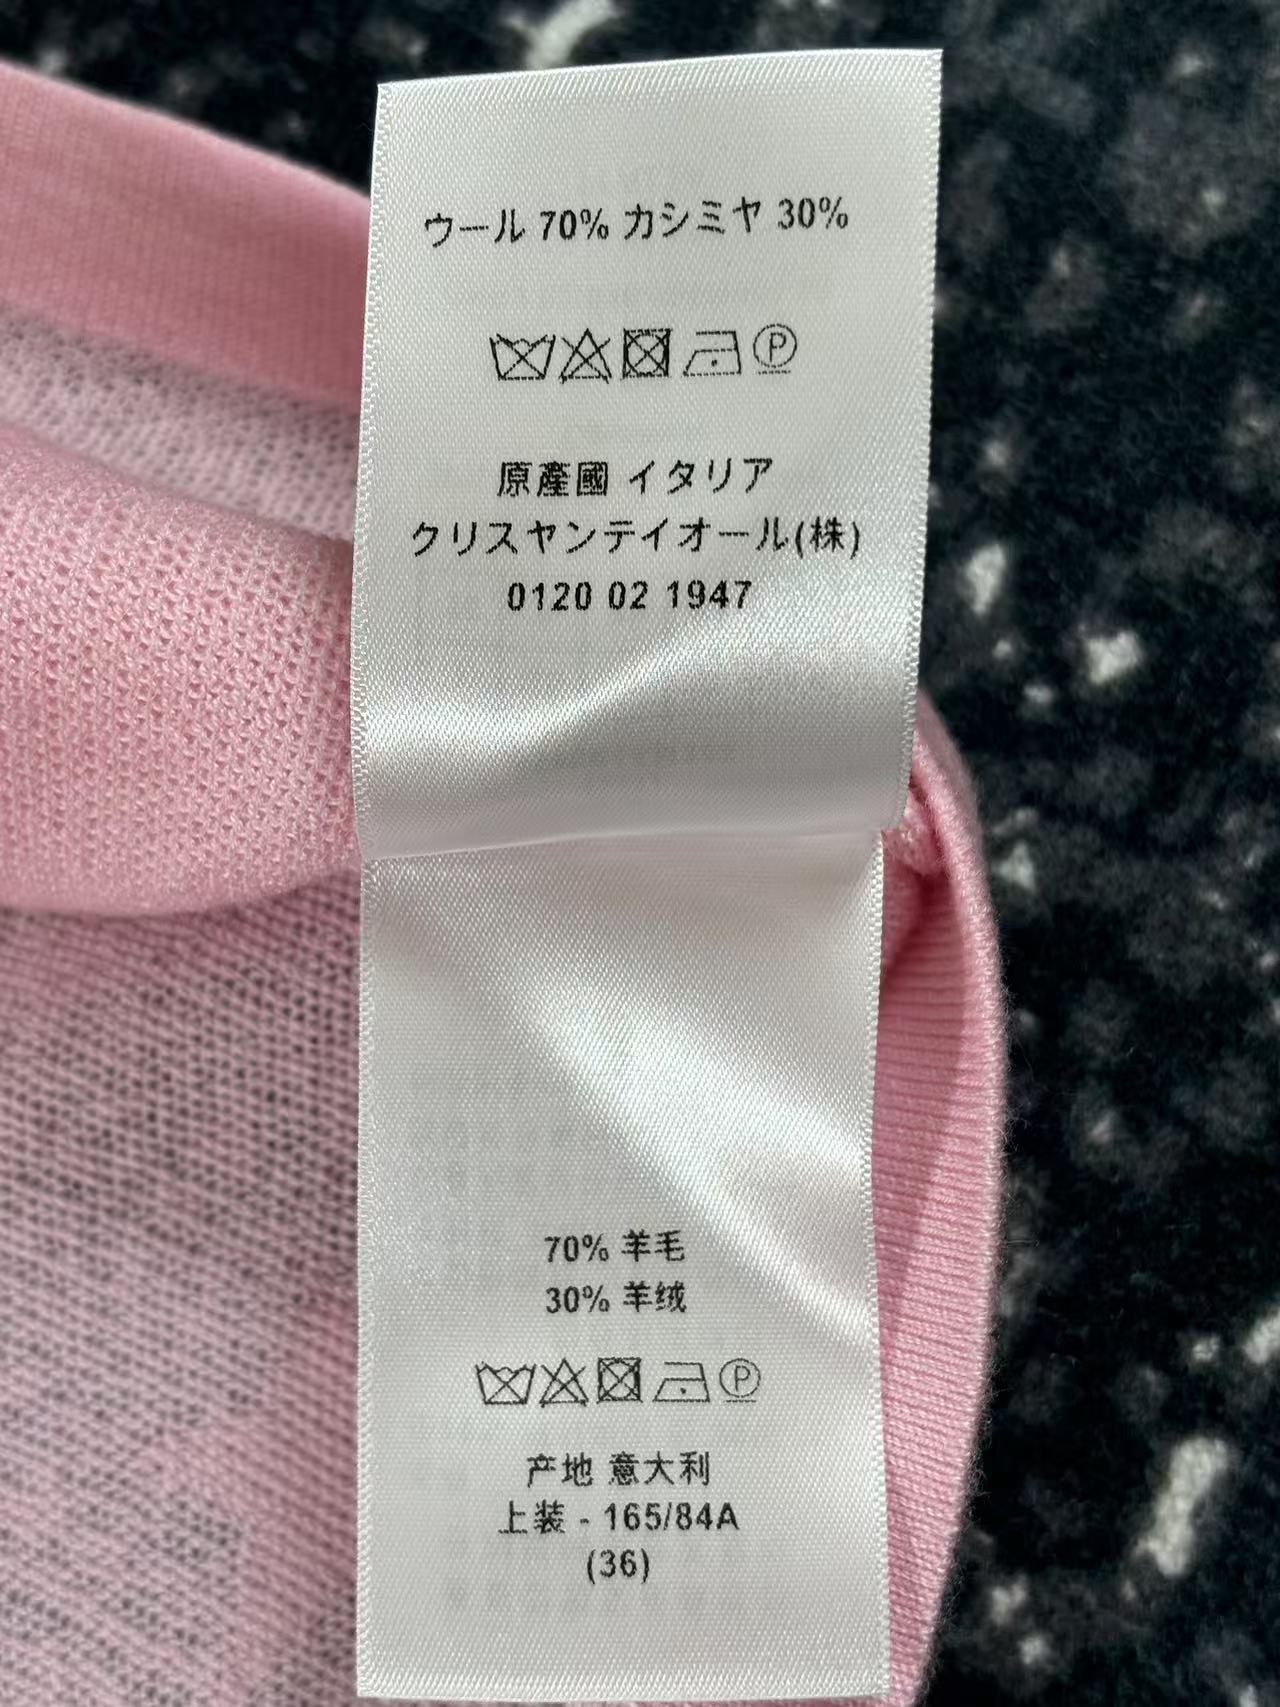 ウール 70% カシミヤ 30%
原產國 イタリア
クリスヤンテイオール(株)
0120 02 1947
70% 羊毛
30% 羊绒
产地 意大利
上装 - 165/84A
(36)